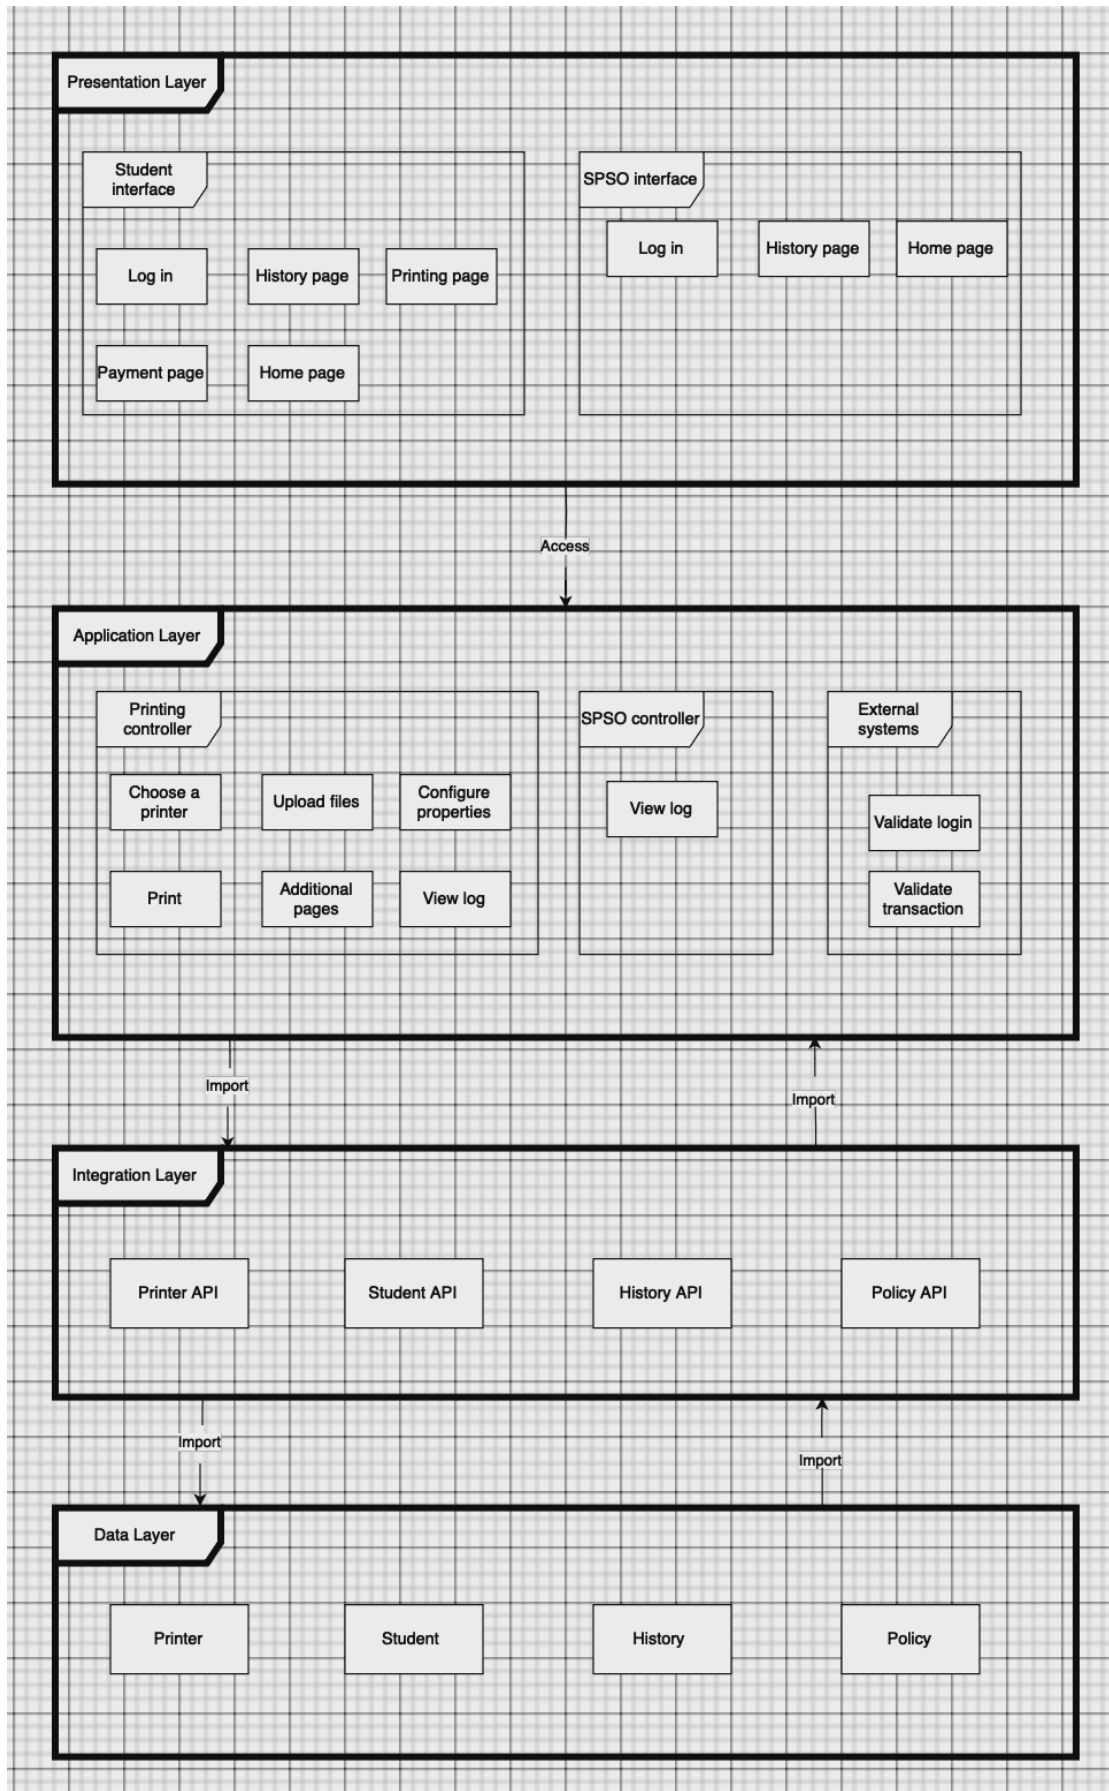 Presentation Layer
Student
interface
SPSO interface
Log in
History page
Printing page
Log in
History page
Home page
Payment page
Home page
Access
Application Layer
Printing
controller
SPSO controller
External
systems
Choose a
printer
Upload files
Configure
properties
View log
Validate login
Print
Additional
pages
View log
Validate
transaction
Import
Import
Integration Layer
Printer API
Student API
History API
Policy API
Import
Import
Data Layer
Printer
Student
History
Policy